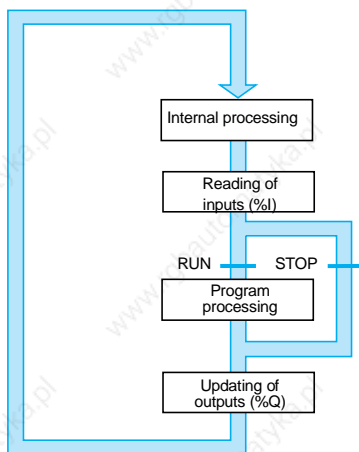 Internal processing
Reading of
inputs (%I)
RUN
STOP
Program
processing
Updating of
outputs (%Q)